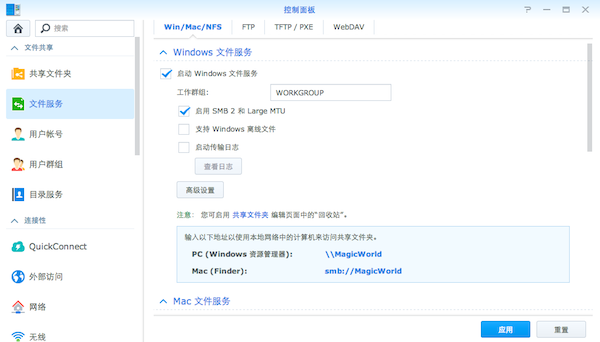 控制面板
搜索
文件共享
共享文件夹
文件服务
用户帐号
用户群组
目录服务
连接性
QuickConnect
外部访问
网络
无线
Win/Mac/NFS FTP TFTP / PXE WebDAV
Windows 文件服务
启动 Windows 文件服务
工作群组: WORKGROUP
启用 SMB 2 和 Large MTU
支持 Windows 离线文件
启动传输日志
查看日志
高级设置
注意: 您可启用 共享文件夹 编辑页面中的“回收站”。
输入以下地址以使用本地网络中的计算机来访问共享文件夹。
PC (Windows 资源管理器): \\MagicWorld
Mac (Finder): smb://MagicWorld
Mac 文件服务
应用 重置